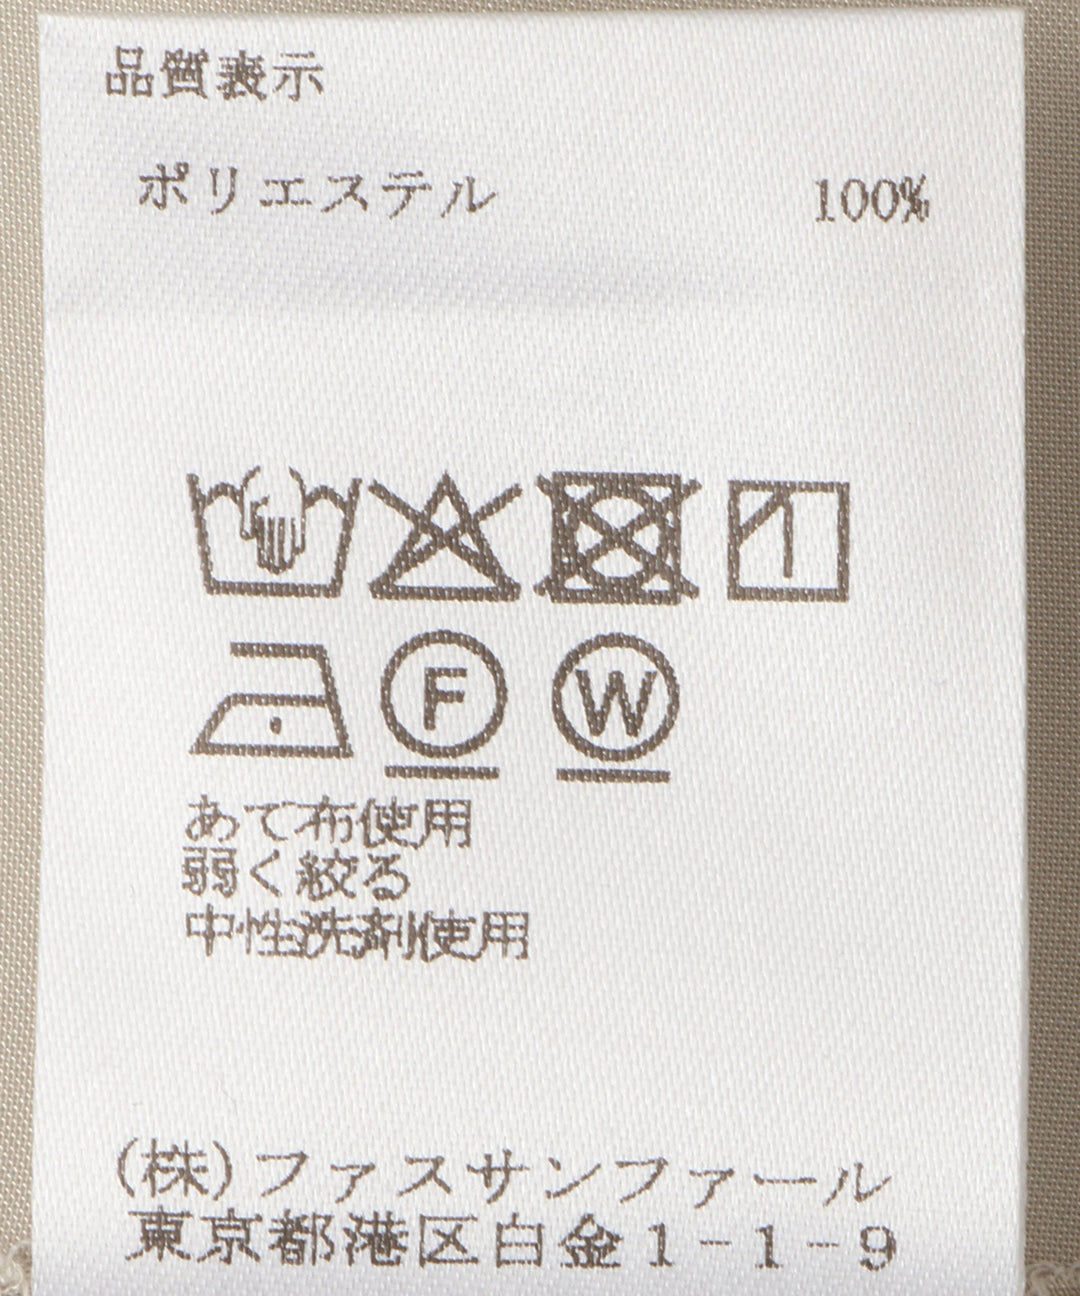 品質表示
ポリエステル 100%
F W
あて布使用
弱く絞る
中性洗剤使用
(株)ファスサンファール
東京都港区白金1-1-9